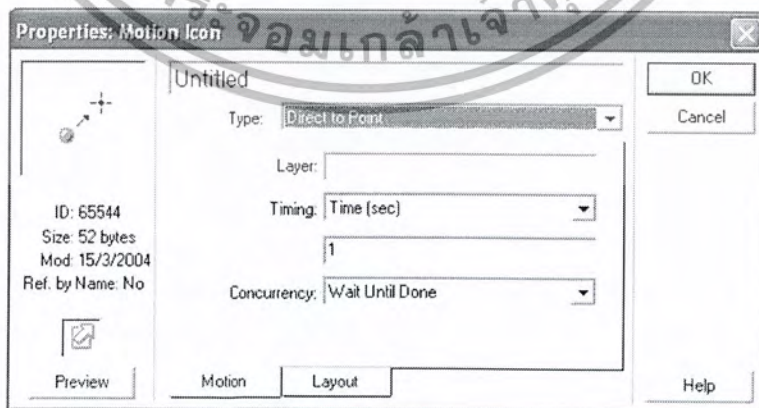 Properties: Motion Icon
Untitled
OK
Type: Direct to Point
Cancel
Layer:
ID: 65544
Timing: Time (sec)
Size: 52 bytes
Mod: 15/3/2004
1
Ref. by Name: No
Concurrency: Wait Until Done
Preview
Motion
Layout
Help